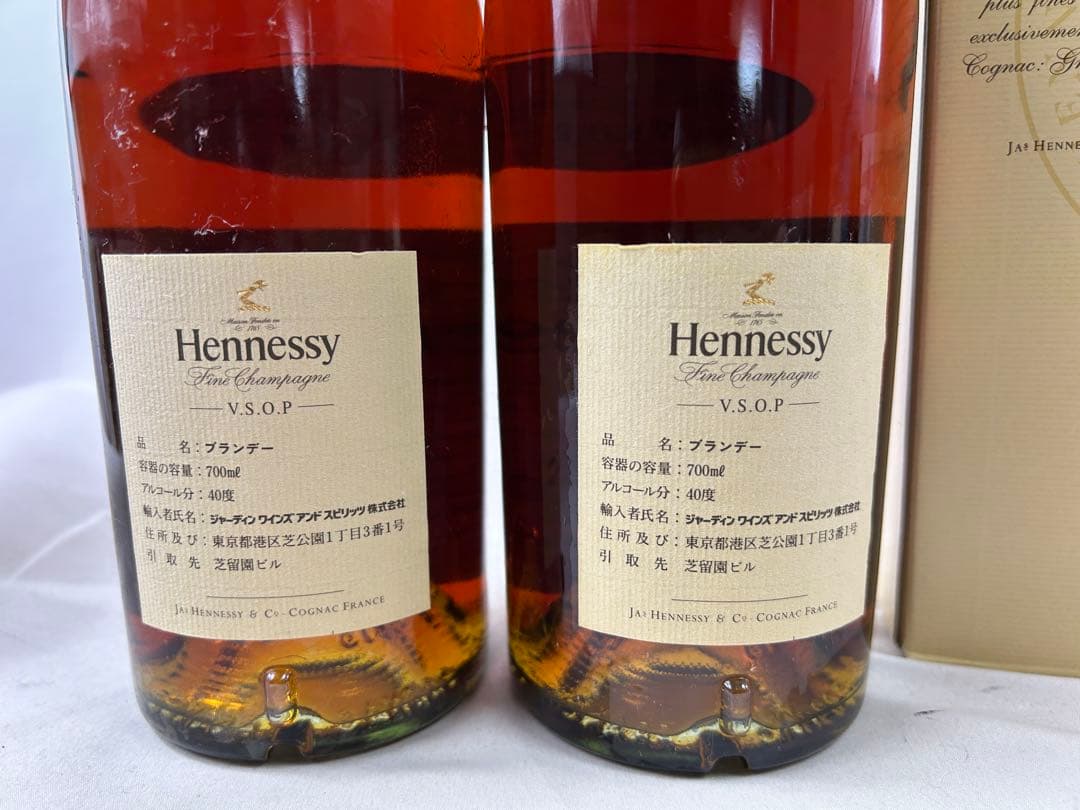 Maison Fondée en
1765
Hennessy
Fine Champagne
V.S.O.P
品名：ブランデー
容器の容量：700㎖
アルコール分：40度
輸入者氏名：ジャーディン ワインズ アンド スピリッツ 株式会社
住所及び：東京都港区芝公園1丁目3番1号
引取先 芝留園ビル
JAS HENNESSY & CO - COGNAC FRANCE
Maison Fondée en
1765
Hennessy
Fine Champagne
V.S.O.P
品名：ブランデー
容器の容量：700㎖
アルコール分：40度
輸入者氏名：ジャーディン ワインズ アンド スピリッツ 株式会社
住所及び：東京都港区芝公園1丁目3番1号
引取先 芝留園ビル
JAS HENNESSY & CO - COGNAC FRANCE
plus fines
Cognac:
JAS